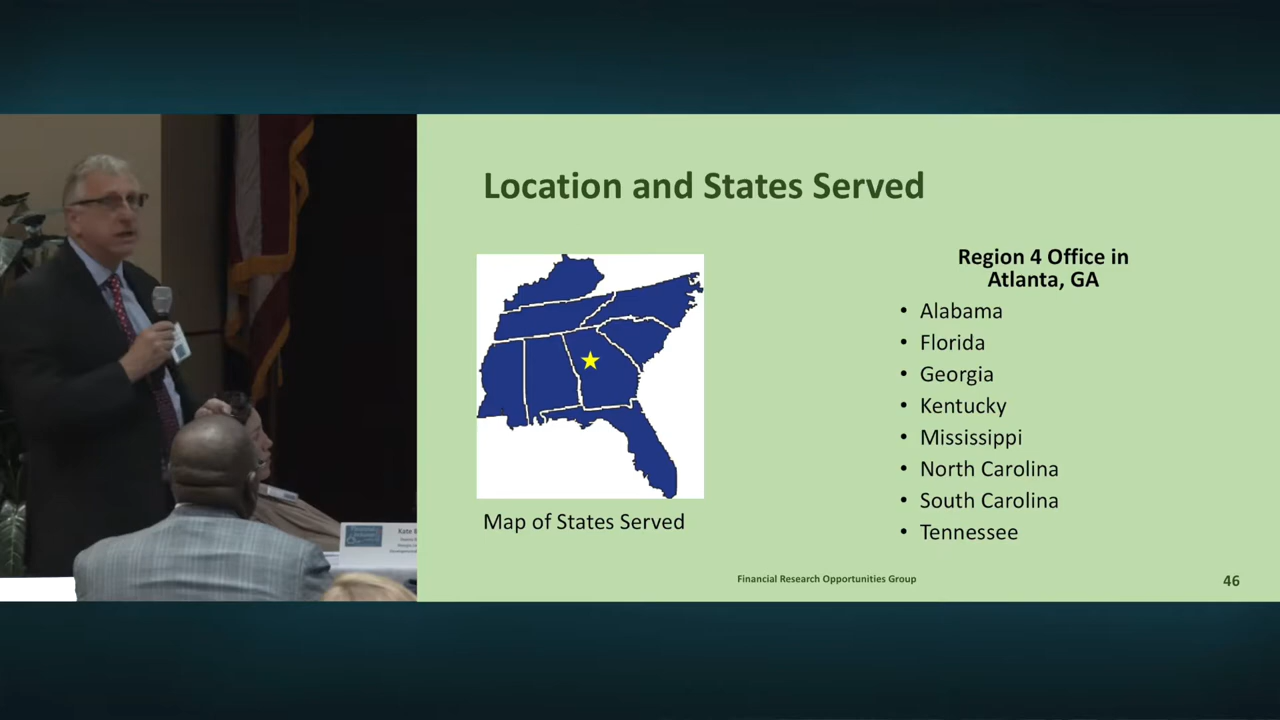 Location and States Served
Map of States Served
Region 4 Office in
Atlanta, GA
• Alabama
• Florida
• Georgia
• Kentucky
• Mississippi
• North Carolina
• South Carolina
• Tennessee
Financial Research Opportunities Group
46
Kate